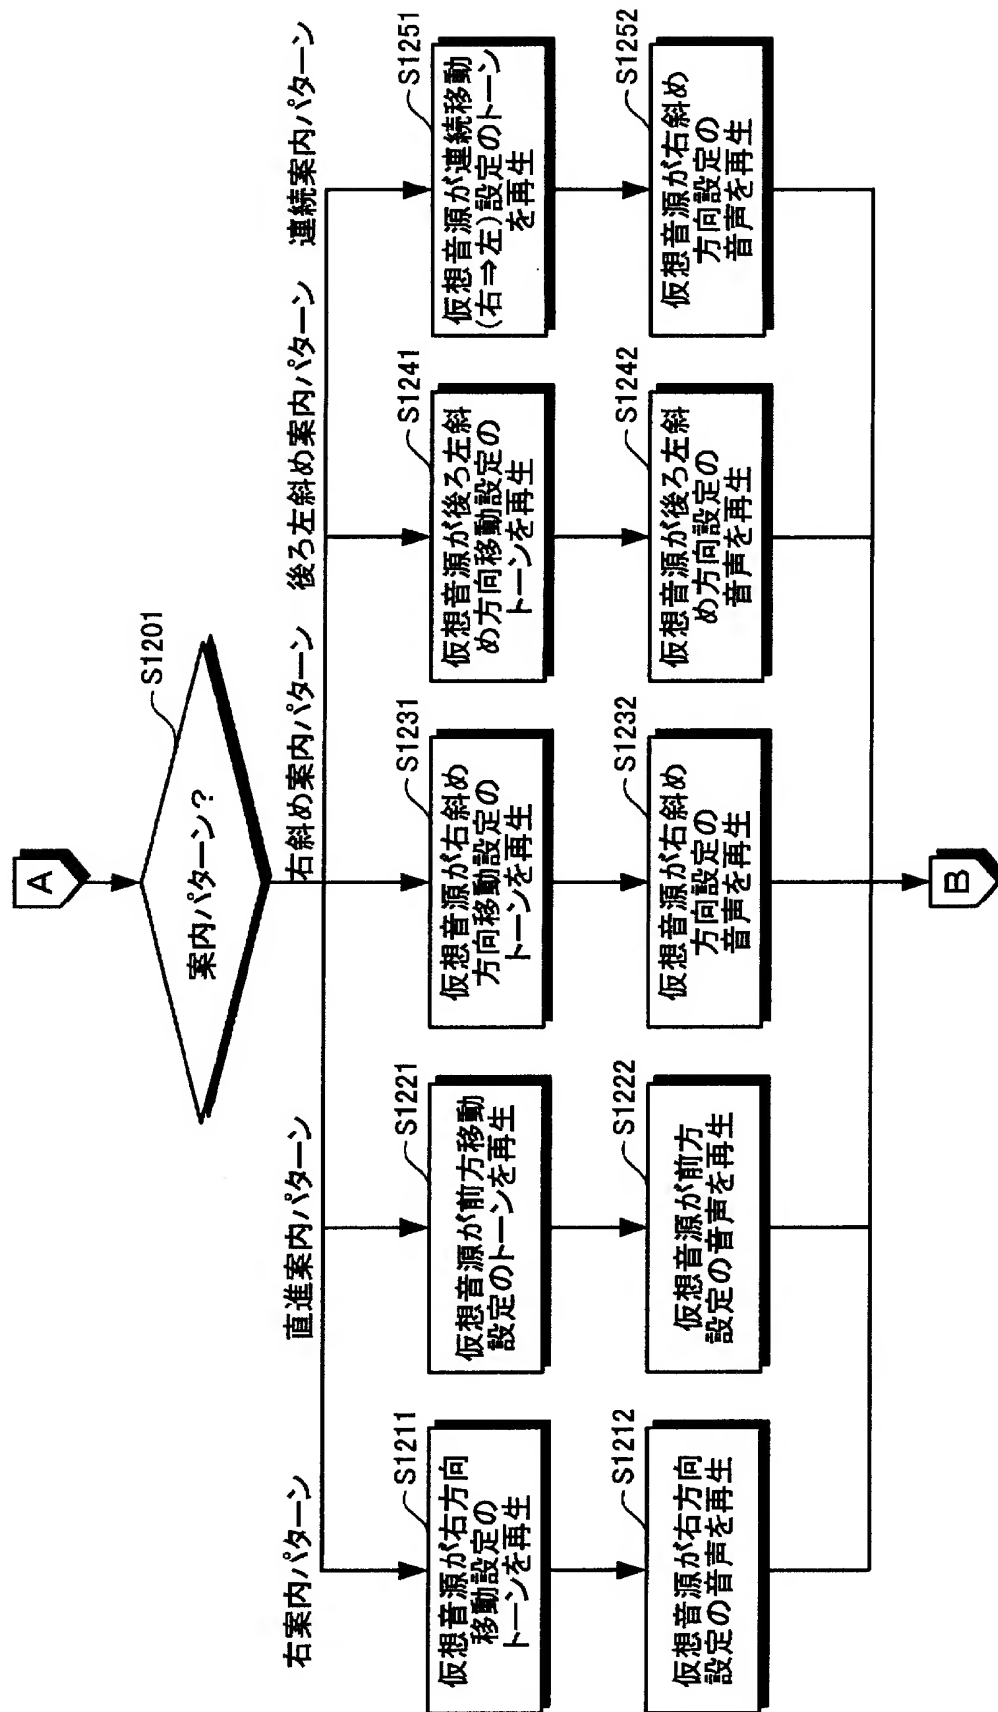 A
案内パターン?
S1201
右案内パターン
直進案内パターン
右斜め案内パターン
後ろ左斜め案内パターン
連続案内パターン
S1211
仮想音源が右方向
移動設定の
トーンを再生
S1221
仮想音源が前方移動
設定のトーンを再生
S1231
仮想音源が右斜め
方向移動設定の
トーンを再生
S1241
仮想音源が後ろ左斜
め方向移動設定の
トーンを再生
S1251
仮想音源が連続移動
(右⇒左)設定のトーン
を再生
S1212
仮想音源が右方向
設定の音声を再生
S1222
仮想音源が前方
設定の音声を再生
S1232
仮想音源が右斜め
方向設定の
音声を再生
S1242
仮想音源が後ろ左斜
め方向設定の
音声を再生
S1252
仮想音源が右斜め
方向設定の
音声を再生
B